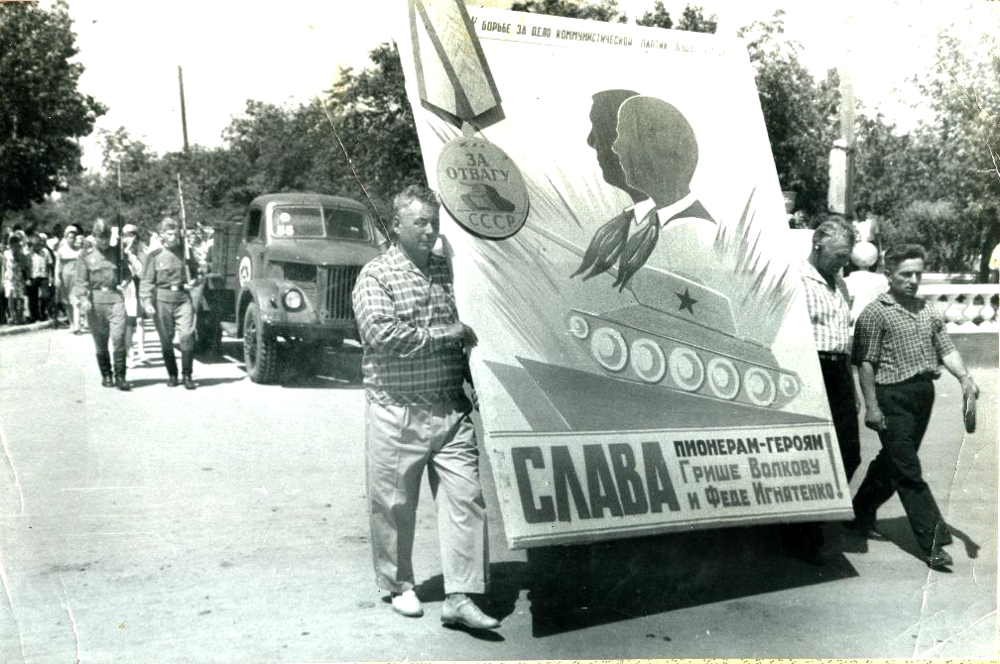 К БОРЬБЕ ЗА ДЕЛО КОММУНИСТИЧЕСКОЙ ПАРТИИ
ЗА
ОТВАГУ
СССР
СЛАВА
ПИОНЕРАМ-ГЕРОЯМ
ГРИШЕ ВОЛКОВУ
И ФЕДЕ ИГНАТЕНКО!